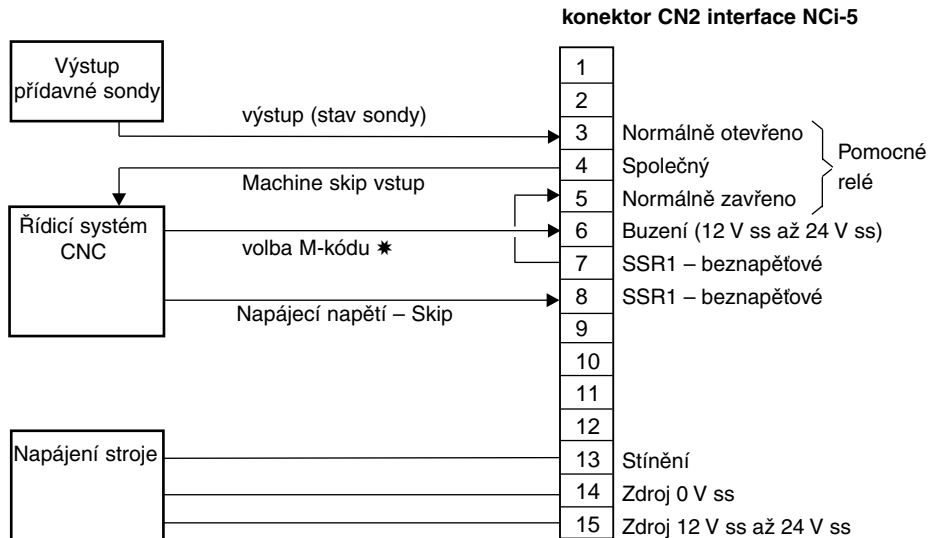 konektor CN2 interface NCi-5
Výstup
přídavné sondy
výstup (stav sondy)
Machine skip vstup
Řídicí systém
CNC
volba M-kódu ✷
Napájecí napětí – Skip
Napájení stroje
1
2
3 Normálně otevřeno
4 Společný
5 Normálně zavřeno
Pomocné
relé
6 Buzení (12 V ss až 24 V ss)
7 SSR1 – beznapěťové
8 SSR1 – beznapěťové
9
10
11
12
13 Stínění
14 Zdroj 0 V ss
15 Zdroj 12 V ss až 24 V ss